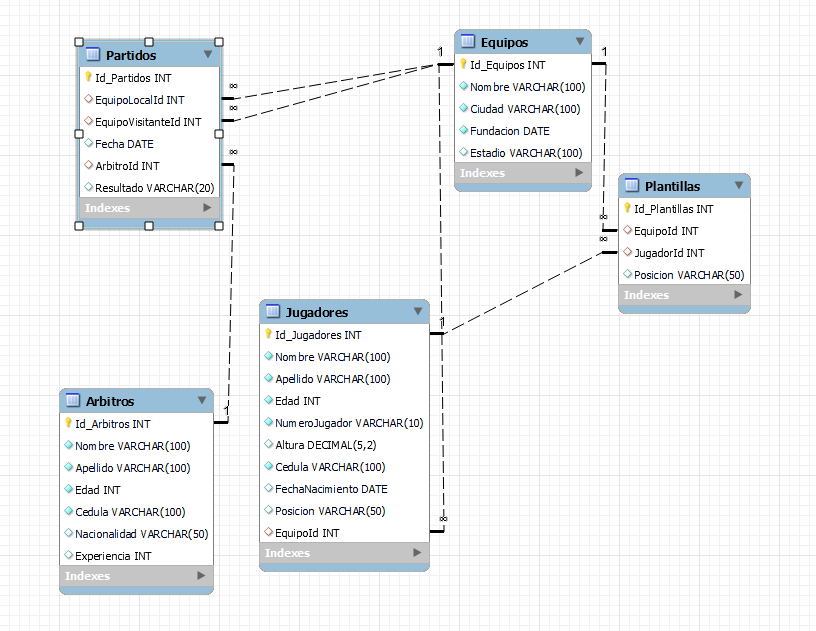 Partidos
Id_Partidos INT
EquipoLocalId INT
EquipoVisitanteId INT
Fecha DATE
ArbitroId INT
Resultado VARCHAR(20)
Indexes
∞
∞
∞
1
Equipos
Id_Equipos INT
Nombre VARCHAR(100)
Ciudad VARCHAR(100)
Fundacion DATE
Estadio VARCHAR(100)
Indexes
1
∞
∞
Plantillas
Id_Plantillas INT
EquipoId INT
JugadorId INT
Posicion VARCHAR(50)
Indexes
Jugadores
Id_Jugadores INT
Nombre VARCHAR(100)
Apellido VARCHAR(100)
Edad INT
NumeroJugador VARCHAR(10)
Altura DECIMAL(5,2)
Cedula VARCHAR(100)
FechaNacimiento DATE
Posicion VARCHAR(50)
EquipoId INT
Indexes
1
∞
Arbitros
Id_Arbitros INT
Nombre VARCHAR(100)
Apellido VARCHAR(100)
Edad INT
Cedula VARCHAR(100)
Nacionalidad VARCHAR(50)
Experiencia INT
Indexes
1